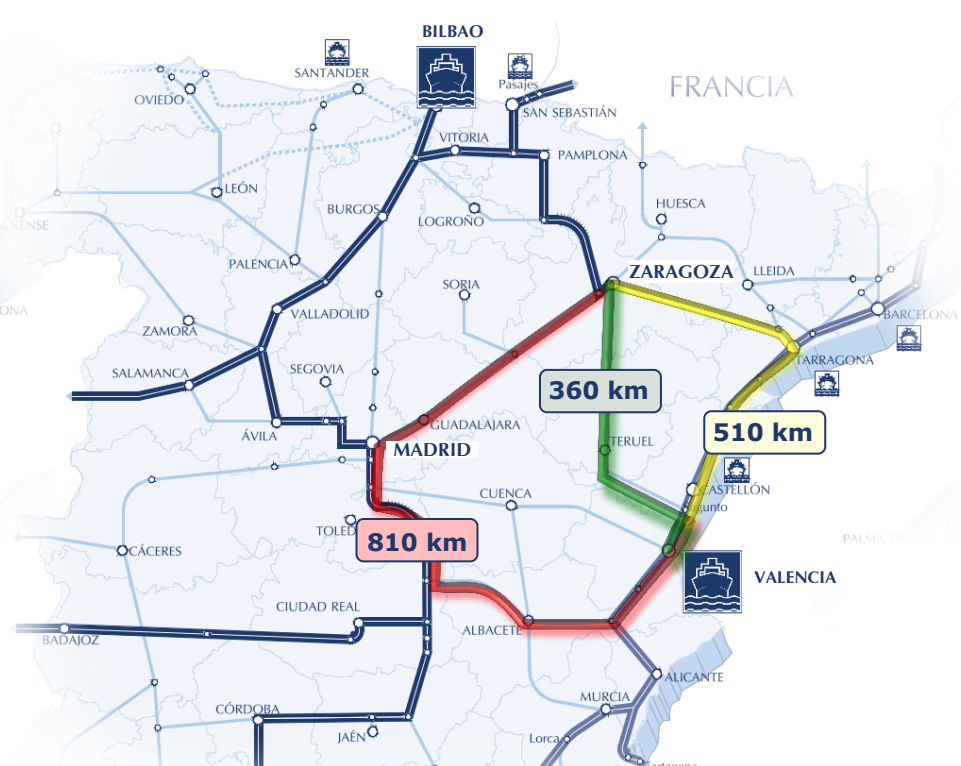 BILBAO
SANTANDER
Pasajes
FRANCIA
OVIEDO
SAN SEBASTIÁN
VITORIA
PAMPLONA
LEÓN
BURGOS
LOGROÑO
HUESCA
PALENCIA
SORIA
ZARAGOZA
LLEIDA
VALLADOLID
BARCELONA
ZAMORA
TARRAGONA
SALAMANCA
SEGOVIA
360 km
GUADALAJARA
510 km
ÁVILA
MADRID
TERUEL
CUENCA
CASTELLÓN
gunto
TOLED
810 km
CÁCERES
VALENCIA
CIUDAD REAL
ALBACETE
BADAJOZ
ALICANTE
MURCIA
CÓRDOBA
JAÉN
Lorca